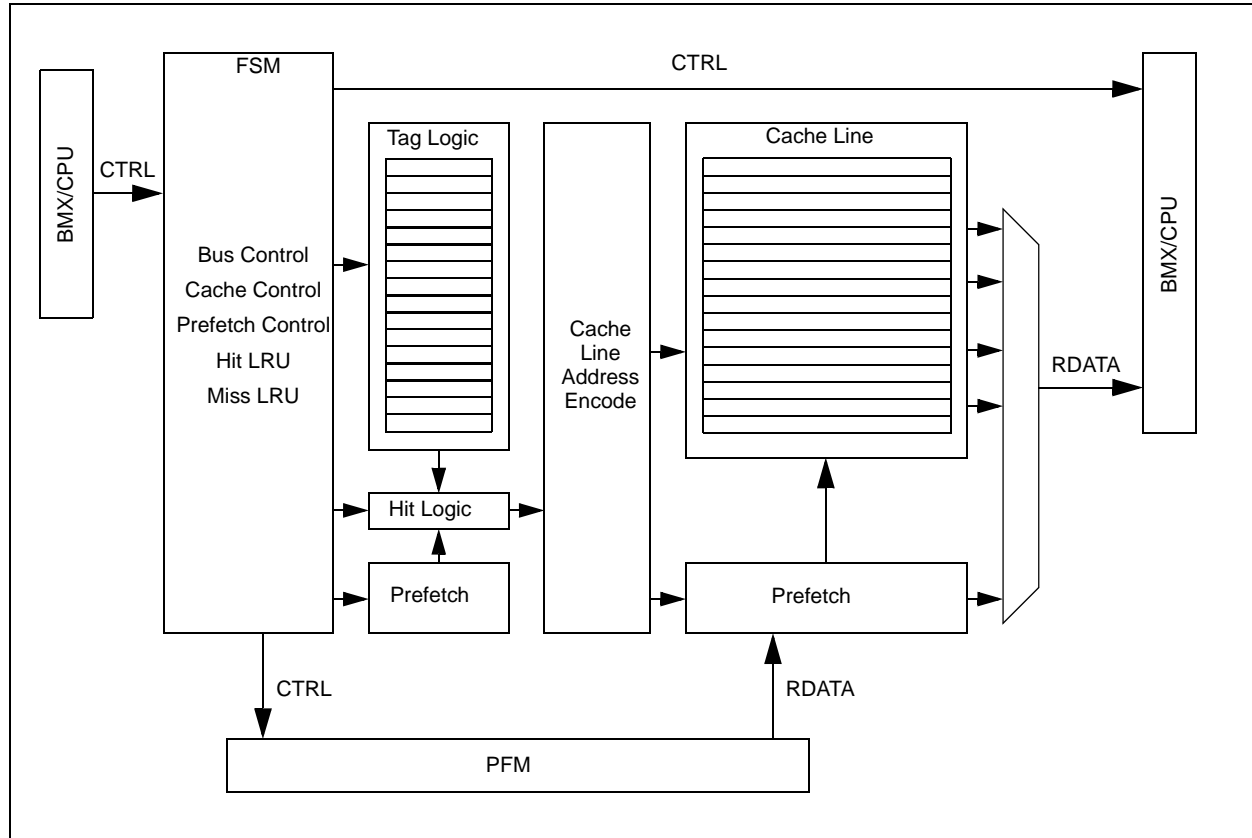 FSM
CTRL
BMX/CPU
CTRL
Tag Logic
Cache Line
BMX/CPU
Bus Control
Cache Control
Prefetch Control
Hit LRU
Miss LRU
Cache
Line
Address
Encode
RDATA
Hit Logic
Prefetch
Prefetch
CTRL
RDATA
PFM